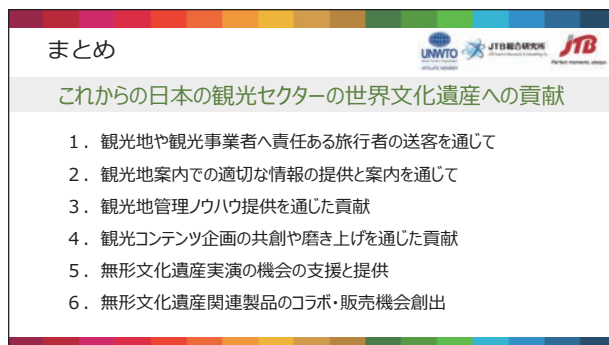 まとめ
UNWTO
AFFILIATE MEMBER
JTB総合研究所
JTB
Perfect moments, always
これからの日本の観光セクターの世界文化遺産への貢献
１．観光地や観光事業者へ責任ある旅行者の送客を通じて
２．観光地案内での適切な情報の提供と案内を通じて
３．観光地管理ノウハウ提供を通じた貢献
４．観光コンテンツ企画の共創や磨き上げを通じた貢献
５．無形文化遺産実演の機会の支援と提供
６．無形文化遺産関連製品のコラボ・販売機会創出